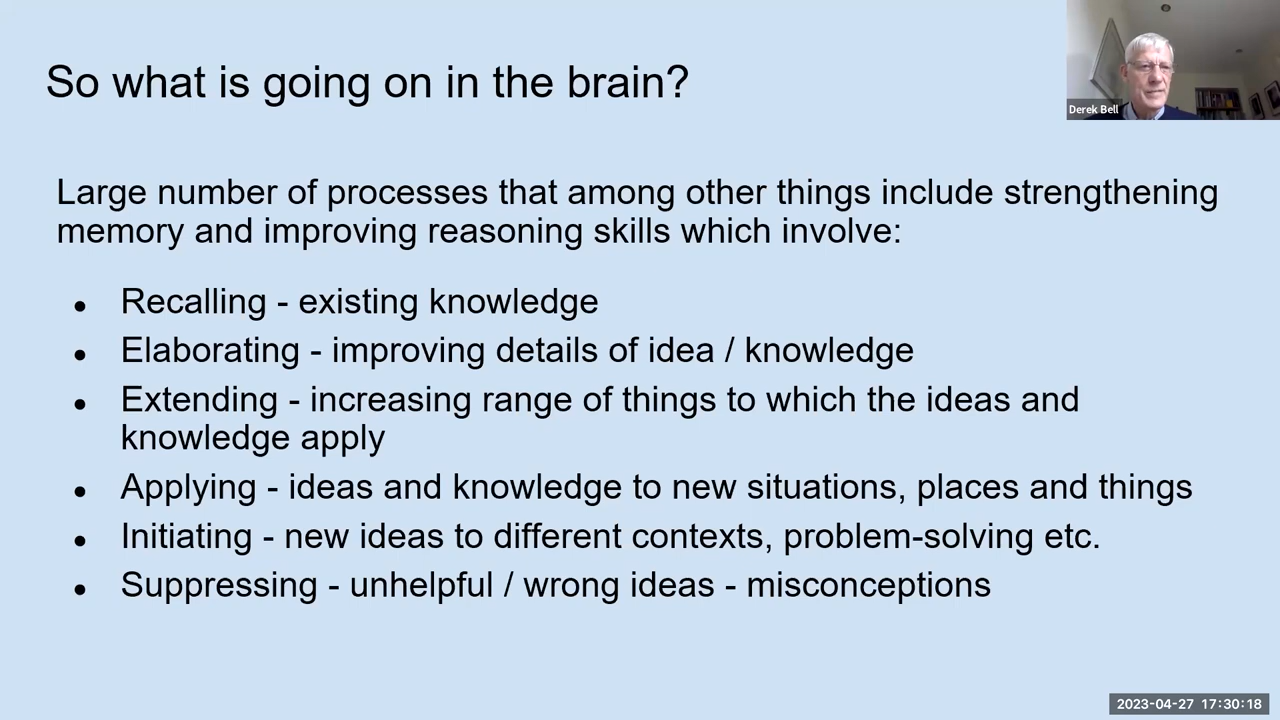 So what is going on in the brain?
Derek Bell
Large number of processes that among other things include strengthening
memory and improving reasoning skills which involve:
● Recalling - existing knowledge
● Elaborating - improving details of idea / knowledge
● Extending - increasing range of things to which the ideas and
knowledge apply
● Applying - ideas and knowledge to new situations, places and things
● Initiating - new ideas to different contexts, problem-solving etc.
● Suppressing - unhelpful / wrong ideas - misconceptions
2023-04-27 17:30:18